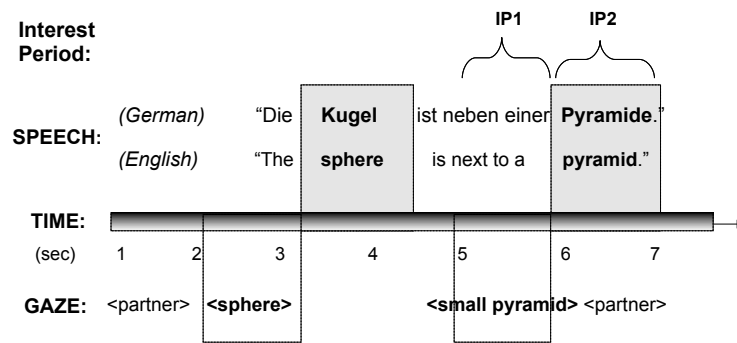 IP1 IP2
Interest
Period:
(German) “Die Kugel ist neben einer Pyramide.”
SPEECH:
(English) “The sphere is next to a pyramid.”
TIME:
(sec) 1 2 3 4 5 6 7
GAZE: <partner> <sphere> <small pyramid> <partner>